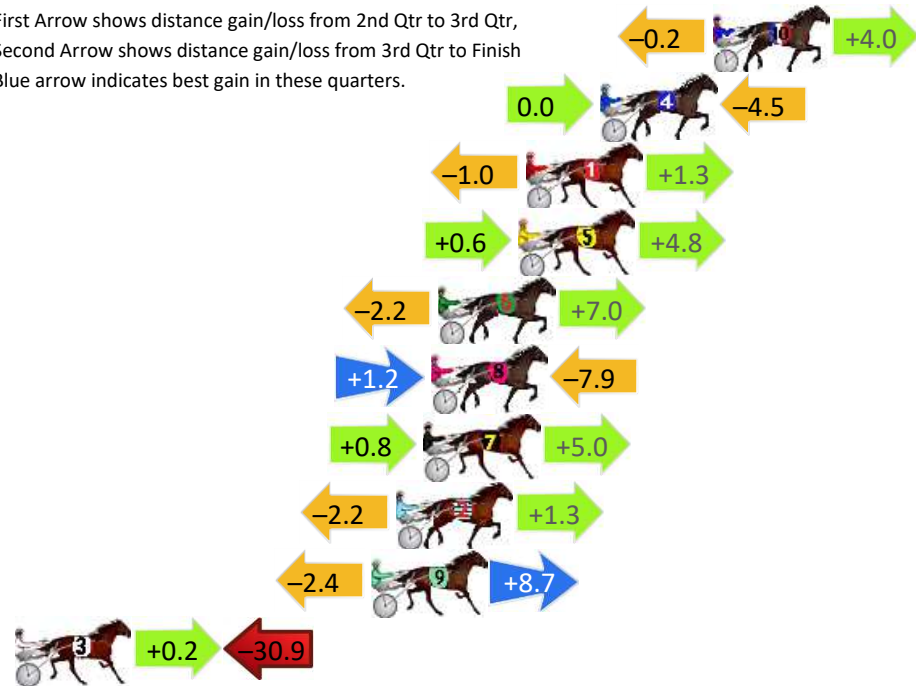 First Arrow shows distance gain/loss from 2nd Qtr to 3rd Qtr,
Second Arrow shows distance gain/loss from 3rd Qtr to Finish
Blue arrow indicates best gain in these quarters.
–0.2 10 +4.0
0.0 4 –4.5
–1.0 1 +1.3
+0.6 5 +4.8
–2.2 6 +7.0
+1.2 8 –7.9
+0.8 7 +5.0
–2.2 2 +1.3
–2.4 9 +8.7
3 +0.2 –30.9